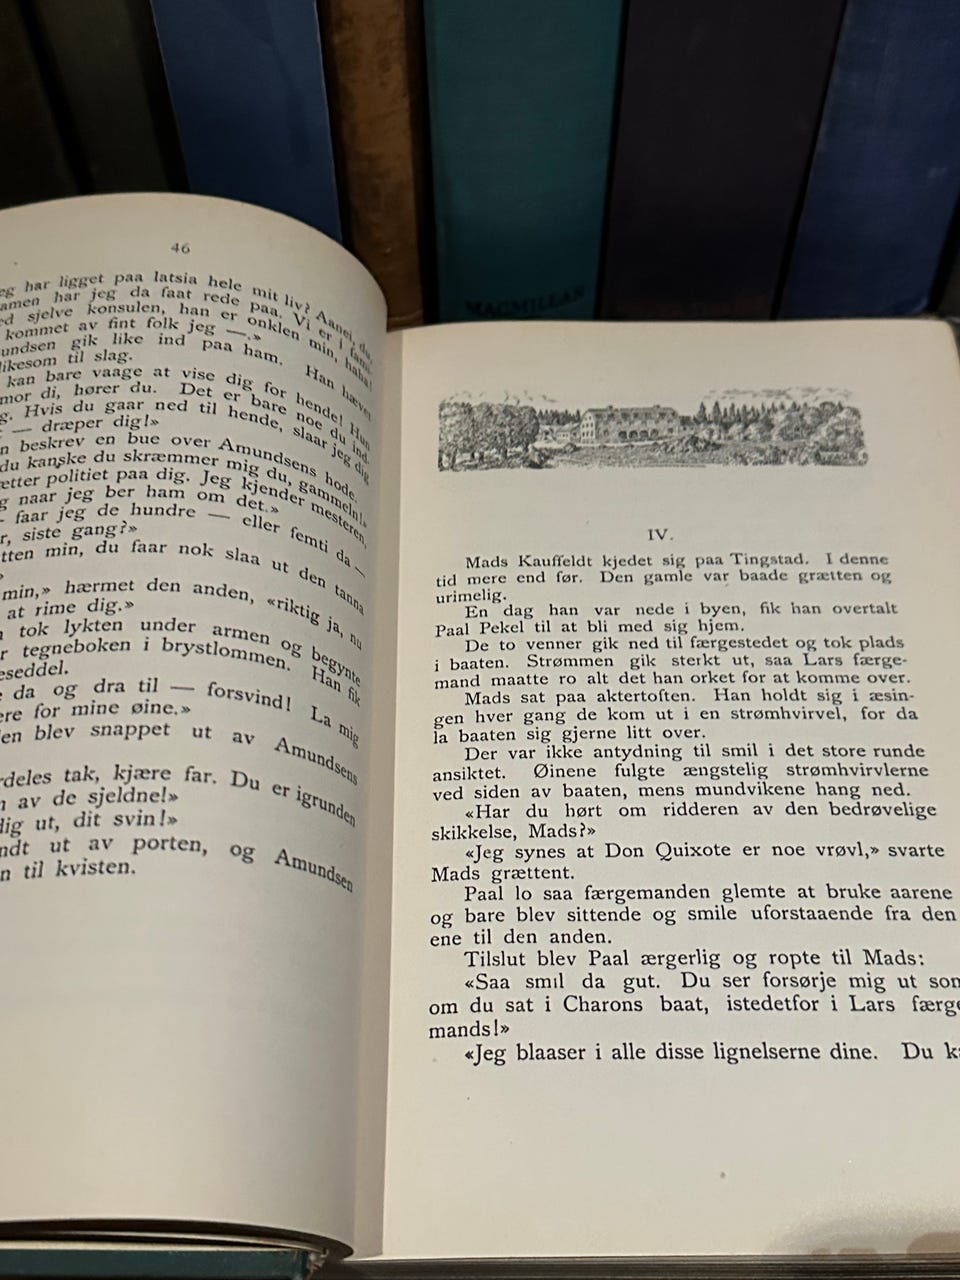 MACMILLAN
46
har ligget paa latsia hele mit liv? Aanei, du,
har jeg da faat rede paa. Vi er i fami-
sjelve konsulen, han er onklen min, haha!
kommet av fint folk jeg —.»
gik like ind paa ham. Han hævet
likesom til slag.
kan bare vaage at vise dig for hende! Hun
mor di, hører du. Det er bare noe du ind
Hvis du gaar ned til hende, slaar jeg dig
— dræper dig!»
beskrev en bue over Amundsens hode.
du kanske du skræmmer mig du, gammeln!»
politiet paa dig. Jeg kjender mesteren,
naar jeg ber ham om det.»
faar jeg de hundre — eller femti da —
siste gang?»
min, du faar nok slaa ut den tanna
»
min,» hærmet den anden, «riktig ja, nu
at rime dig.»
tok lykten under armen og begynte
tegneboken i brystlommen. Han fik

da og dra til — forsvind! La mig
for mine øine.»
blev snappet ut av Amundsens
tak, kjære far. Du er igrunden
av de sjeldne!»
ut, dit svin!»
ut av porten, og Amundsen
til kvisten.
IV.
Mads Kauffeldt kjedet sig paa Tingstad. I denne
tid mere end før. Den gamle var baade grætten og
urimelig.
En dag han var nede i byen, fik han overtalt
Paal Pekel til at bli med sig hjem.
De to venner gik ned til færgestedet og tok plads
i baaten. Strømmen gik sterkt ut, saa Lars færge-
mand maatte ro alt det han orket for at komme over.
Mads sat paa aktertoften. Han holdt sig i æsin-
gen hver gang de kom ut i en strømhvirvel, for da
la baaten sig gjerne litt over.
Der var ikke antydning til smil i det store runde
ansiktet. Øinene fulgte ængstelig strømhvirvlerne
ved siden av baaten, mens mundvikene hang ned.
«Har du hørt om ridderen av den bedrøvelige
skikkelse, Mads?»
«Jeg synes at Don Quixote er noe vrøvl,» svarte
Mads grættent.
Paal lo saa færgemanden glemte at bruke aarene
og bare blev sittende og smile uforstaaende fra den
ene til den anden.
Tilslut blev Paal ærgerlig og ropte til Mads:
«Saa smil da gut. Du ser forsørje mig ut som
om du sat i Charons baat, istedetfor i Lars færge-
mands!»
«Jeg blaaser i alle disse lignelserne dine. Du